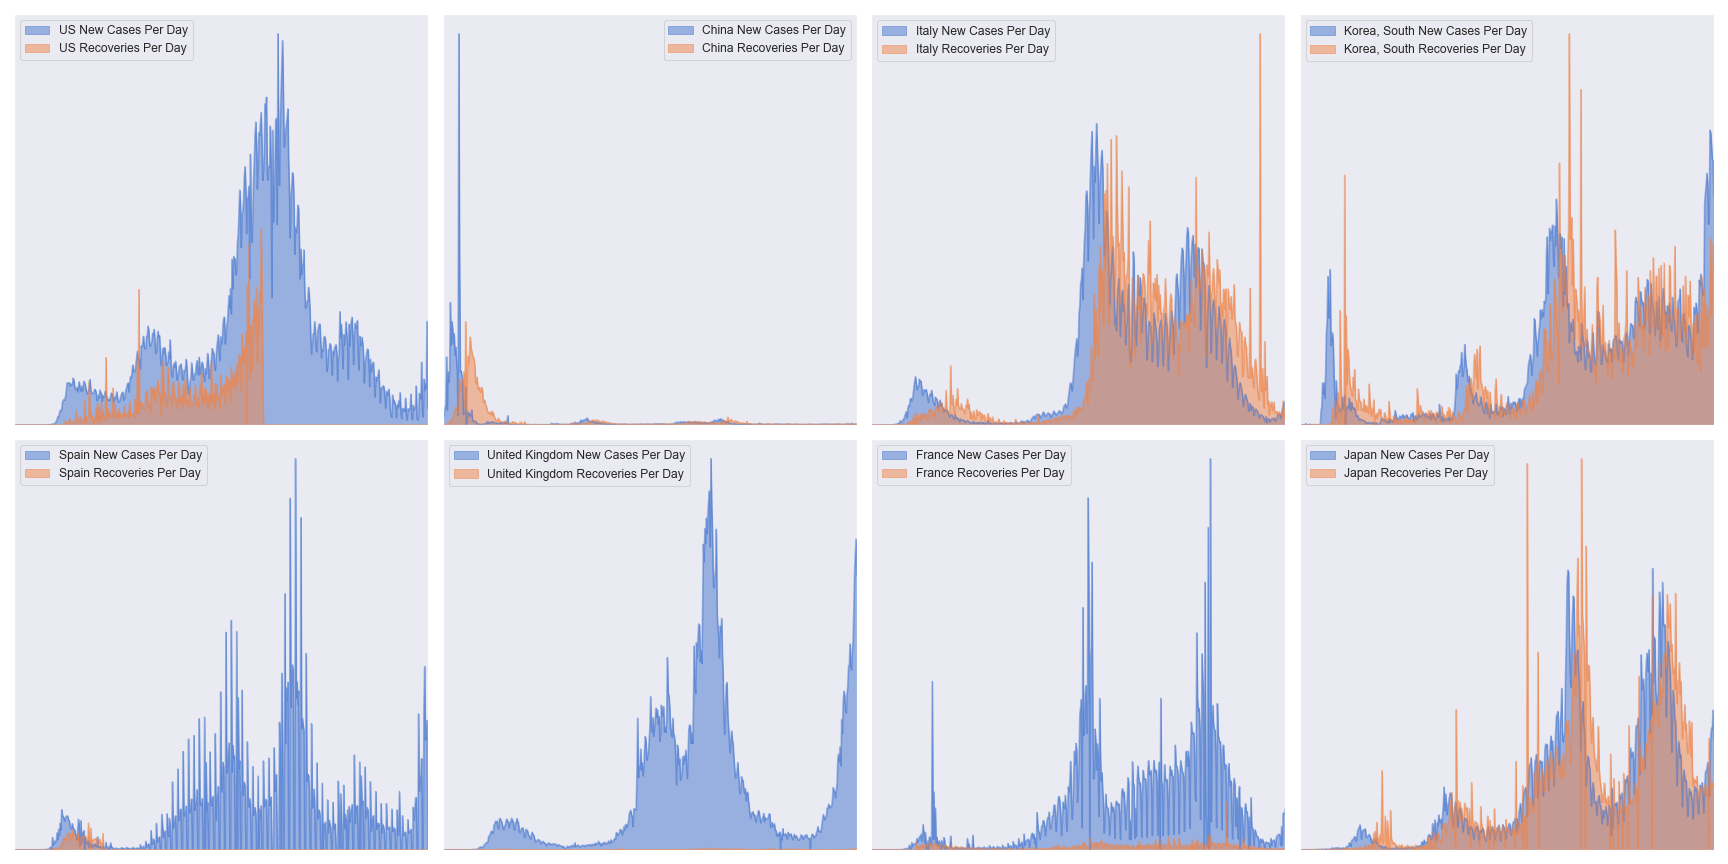 US New Cases Per Day
US Recoveries Per Day
China New Cases Per Day
China Recoveries Per Day
Italy New Cases Per Day
Italy Recoveries Per Day
Korea, South New Cases Per Day
Korea, South Recoveries Per Day
Spain New Cases Per Day
Spain Recoveries Per Day
United Kingdom New Cases Per Day
United Kingdom Recoveries Per Day
France New Cases Per Day
France Recoveries Per Day
Japan New Cases Per Day
Japan Recoveries Per Day